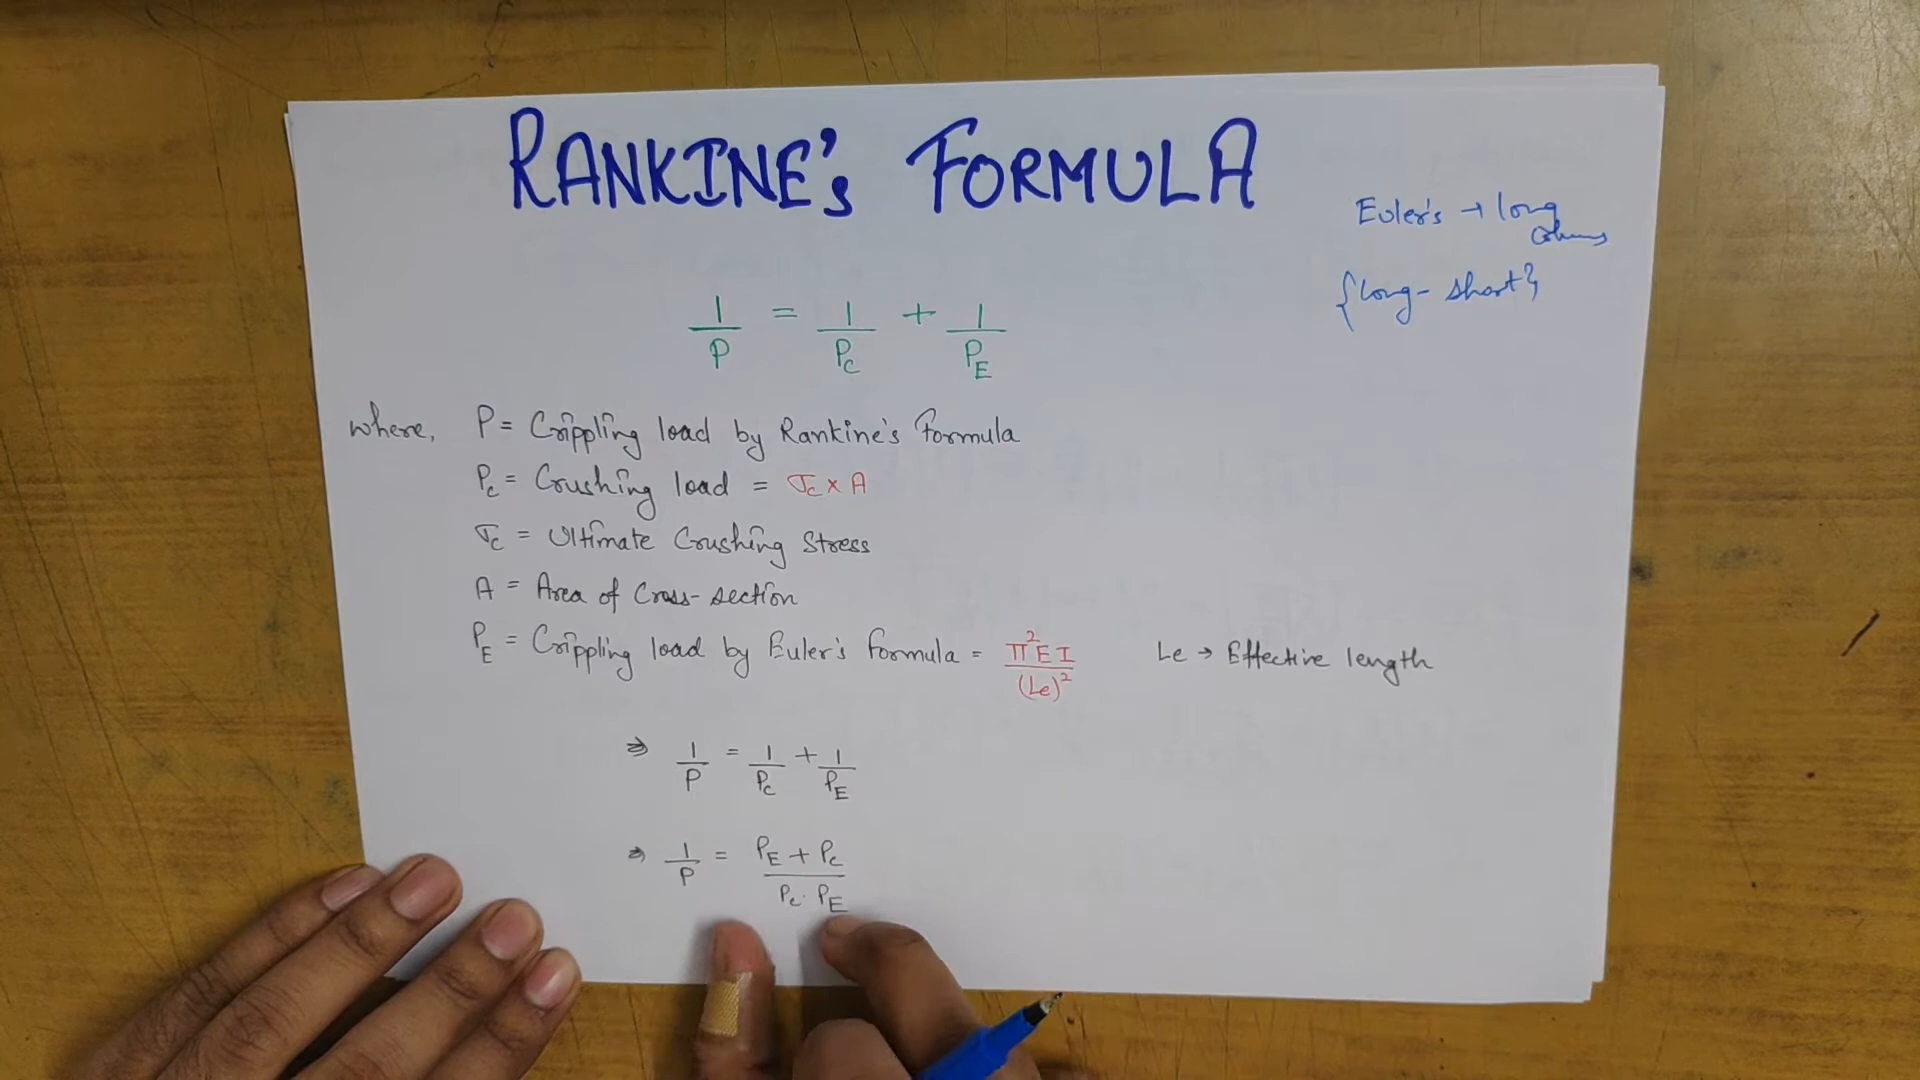 RANKINE's FORMULA
Euler's → long
columns
{long - short}
1/P = 1/Pc + 1/PE
where, P = Crippling load by Rankine's Formula
Pc = Crushing load = σc × A
σc = Ultimate Crushing Stress
A = Area of Cross-section
PE = Crippling load by Euler's Formula = π²EI/(Le)² Le → Effective length
⇒ 1/P = 1/Pc + 1/PE
⇒ 1/P = PE + Pc / Pc · PE